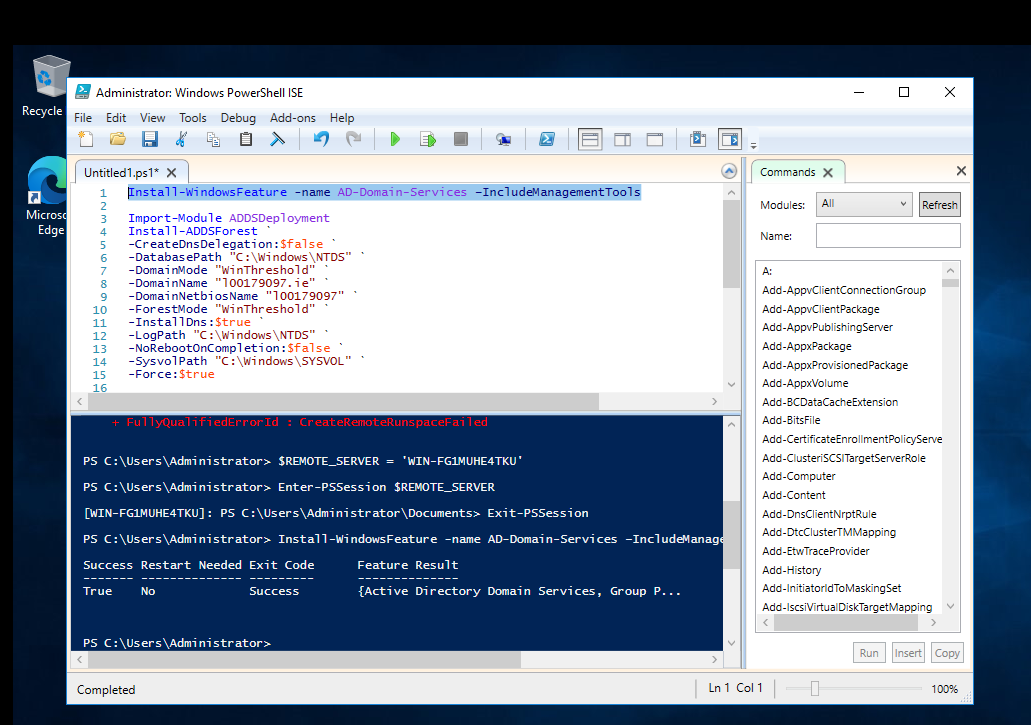 Recycle
Microso
Edge
Administrator: Windows PowerShell ISE
File Edit View Tools Debug Add-ons Help
Untitled1.ps1*
1 Install-WindowsFeature -name AD-Domain-Services -IncludeManagementTools
2
3 Import-Module ADDSDeployment
4 Install-ADDSForest `
5 -CreateDnsDelegation:$false `
6 -DatabasePath "C:\Windows\NTDS" `
7 -DomainMode "WinThreshold" `
8 -DomainName "l00179097.ie" `
9 -DomainNetbiosName "l00179097" `
10 -ForestMode "WinThreshold" `
11 -InstallDns:$true `
12 -LogPath "C:\Windows\NTDS" `
13 -NoRebootOnCompletion:$false `
14 -SysvolPath "C:\Windows\SYSVOL" `
15 -Force:$true
16
+ FullyQualifiedErrorId : CreateRemoteRunspaceFailed
PS C:\Users\Administrator> $REMOTE_SERVER = 'WIN-FG1MUHE4TKU'
PS C:\Users\Administrator> Enter-PSSession $REMOTE_SERVER
[WIN-FG1MUHE4TKU]: PS C:\Users\Administrator\Documents> Exit-PSSession
PS C:\Users\Administrator> Install-WindowsFeature -name AD-Domain-Services -IncludeManage
Success Restart Needed Exit Code Feature Result
------- -------------- --------- --------------
True No Success {Active Directory Domain Services, Group P...
PS C:\Users\Administrator>
Completed
Ln 1 Col 1
100%
Commands
Modules: All Refresh
Name:
A:
Add-AppvClientConnectionGroup
Add-AppvClientPackage
Add-AppvPublishingServer
Add-AppxPackage
Add-AppxProvisionedPackage
Add-AppxVolume
Add-BCDataCacheExtension
Add-BitsFile
Add-CertificateEnrollmentPolicyServe
Add-ClusteriSCSITargetServerRole
Add-Computer
Add-Content
Add-DnsClientNrptRule
Add-DtcClusterTMMapping
Add-EtwTraceProvider
Add-History
Add-InitiatorIdToMaskingSet
Add-IscsiVirtualDiskTargetMapping
Run Insert Copy